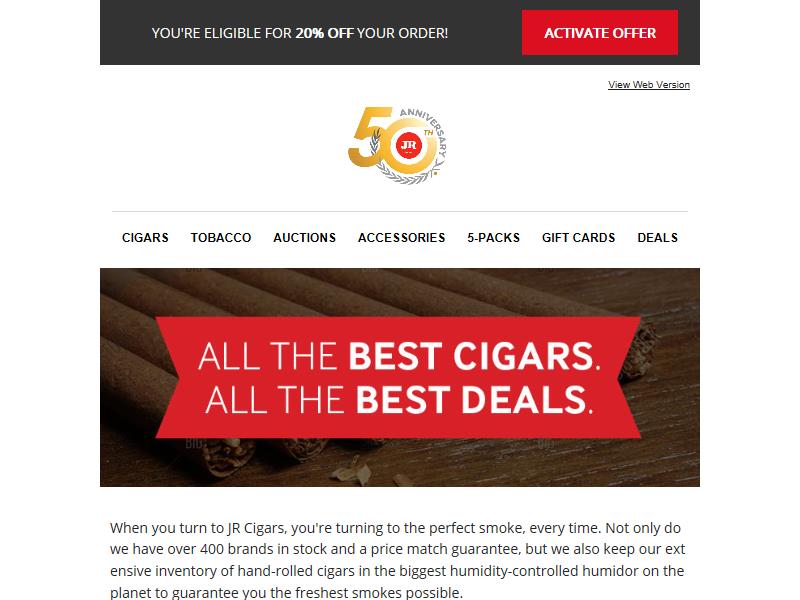 YOU'RE ELIGIBLE FOR 20% OFF YOUR ORDER!
ACTIVATE OFFER
View Web Version
50TH ANNIVERSARY
JR
CIGARS TOBACCO AUCTIONS ACCESSORIES 5-PACKS GIFT CARDS DEALS
ALL THE BEST CIGARS.
ALL THE BEST DEALS.
When you turn to JR Cigars, you're turning to the perfect smoke, every time. Not only do
we have over 400 brands in stock and a price match guarantee, but we also keep our ext
ensive inventory of hand-rolled cigars in the biggest humidity-controlled humidor on the
planet to guarantee you the freshest smokes possible.